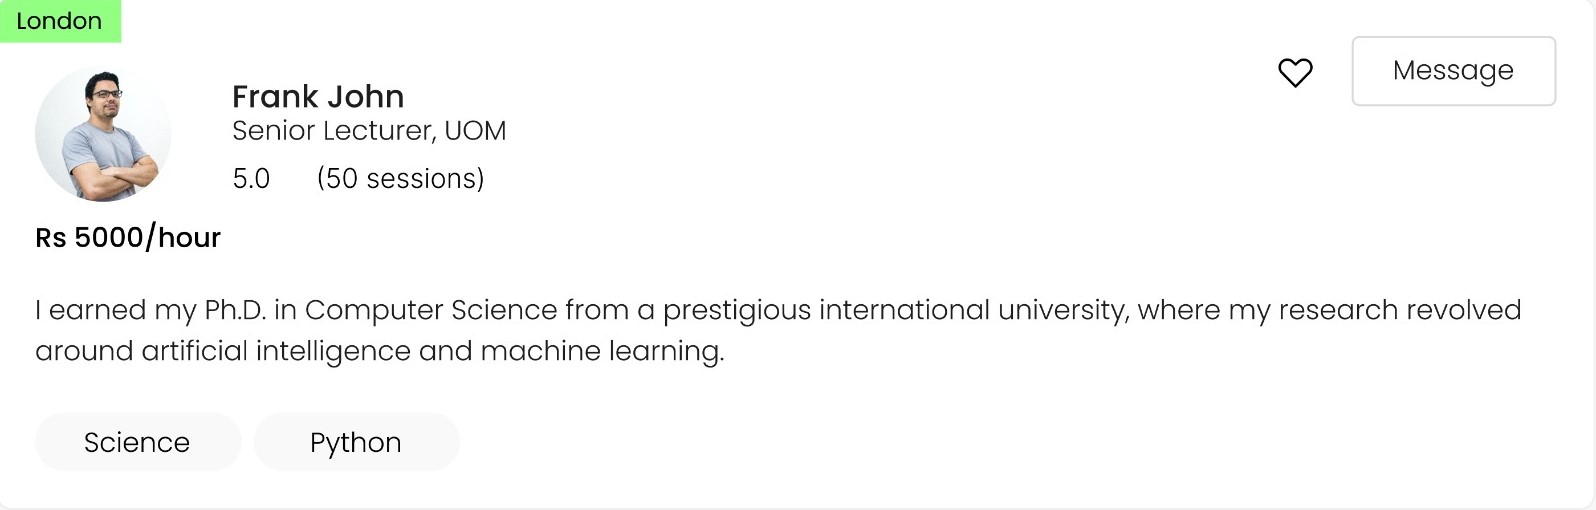 London
Frank John
Message
Senior Lecturer, UOM
5.0 (50 sessions)
Rs 5000/hour
I earned my Ph.D. in Computer Science from a prestigious international university, where my research revolved
around artificial intelligence and machine learning.
Science Python